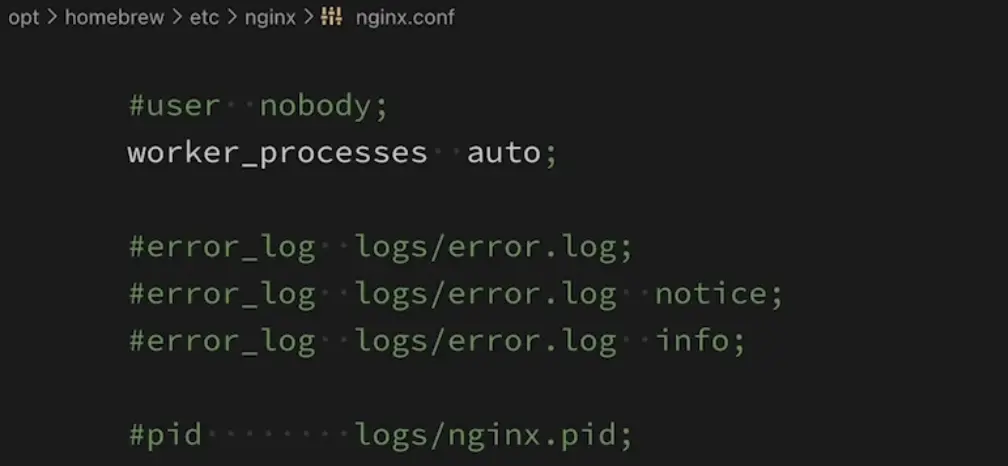 opt > homebrew > etc > nginx > nginx.conf
#user  nobody;
worker_processes  auto;
#error_log  logs/error.log;
#error_log  logs/error.log  notice;
#error_log  logs/error.log  info;
#pid        logs/nginx.pid;